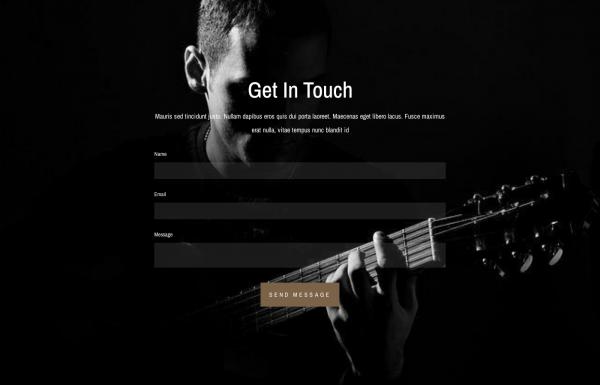 Get In Touch
Mauris sed tincidunt justo. Nullam dapibus eros quis dui porta laoreet. Maecenas eget libero lacus. Fusce maximus
erat nulla, vitae tempus nunc blandit id
Name
Email
Message
SEND MESSAGE